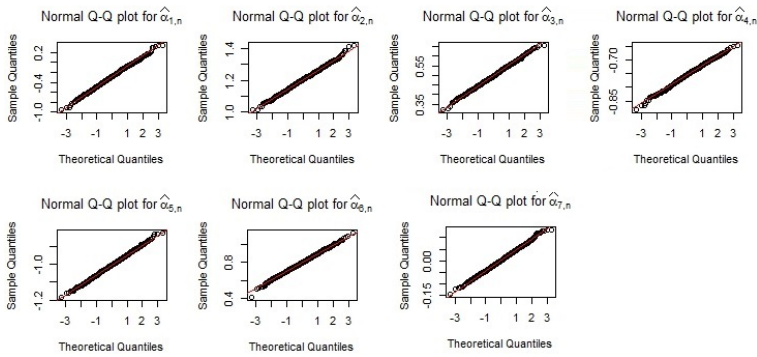 Normal Q-Q plot for α̂1,n
Sample Quantiles
-1.0 -0.4 0.2
-3 -1 1 2 3
Theoretical Quantiles
Normal Q-Q plot for α̂2,n
Sample Quantiles
1.0 1.2 1.4
-3 -1 1 2 3
Theoretical Quantiles
Normal Q-Q plot for α̂3,n
Sample Quantiles
0.35 0.55
-3 -1 1 2 3
Theoretical Quantiles
Normal Q-Q plot for α̂4,n
Sample Quantiles
-0.85 -0.70
-3 -1 1 2 3
Theoretical Quantiles
Normal Q-Q plot for α̂5,n
Sample Quantiles
-1.2 -1.0
-3 -1 1 2 3
Theoretical Quantiles
Normal Q-Q plot for α̂6,n
Sample Quantiles
0.4 0.8
-3 -1 1 2 3
Theoretical Quantiles
Normal Q-Q plot for α̂7,n
Sample Quantiles
-0.15 0.00
-3 -1 1 2 3
Theoretical Quantiles